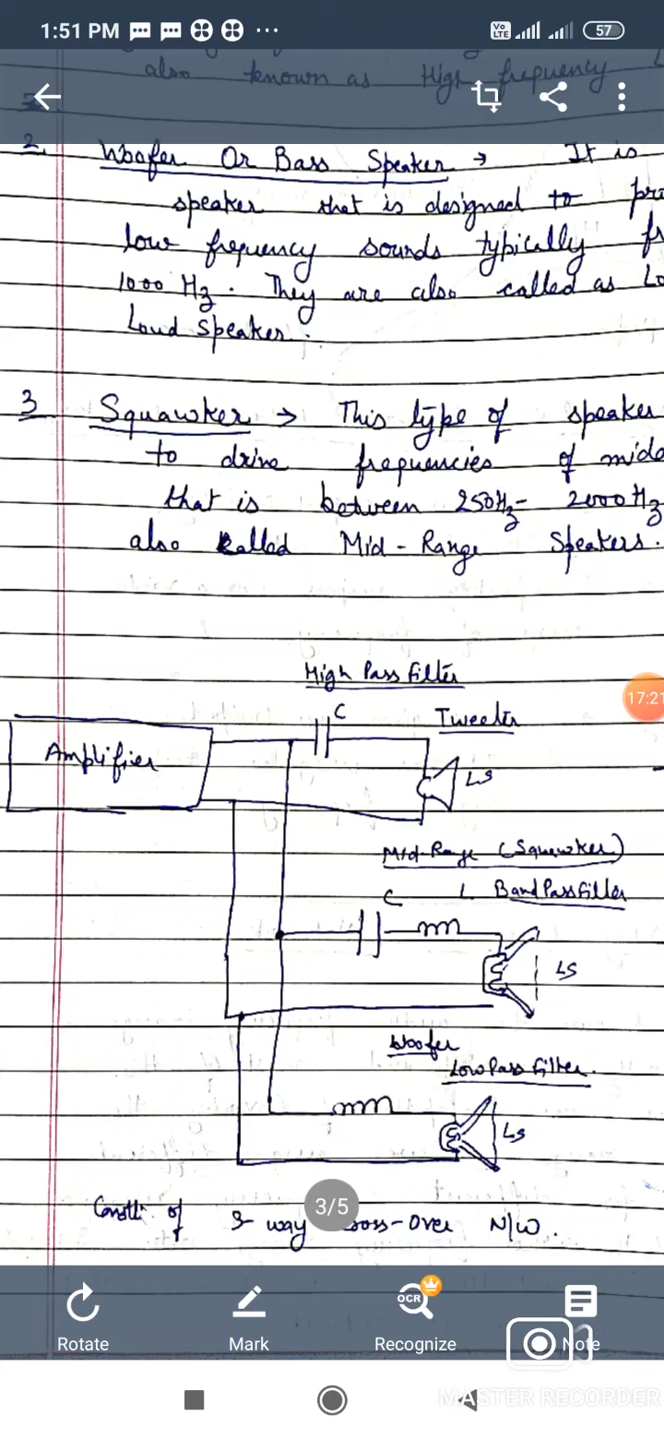 1:51 PM
Vo LTE
57
also known as High frequency
2. Woofer Or Bass Speaker → It is
speaker that is designed to
low frequency sounds typically
1000 Hz. They are also called as
Loud Speaker.
3 Squawker → This type of speaker
to drive frequencies of
that is between 250Hz- 2000Hz
also Called Mid-Range Speakers.
High Pass Filter
C
Tweeter
17:21
Amplifier
LS
Mid-Range (Squawker)
C L Band Pass Filter
LS
Woofer
Low Pass Filter.
LS
3/5
of 3-way Over N/W.
Rotate
Mark
OCR
Recognize
Note
MASTER RECORDER